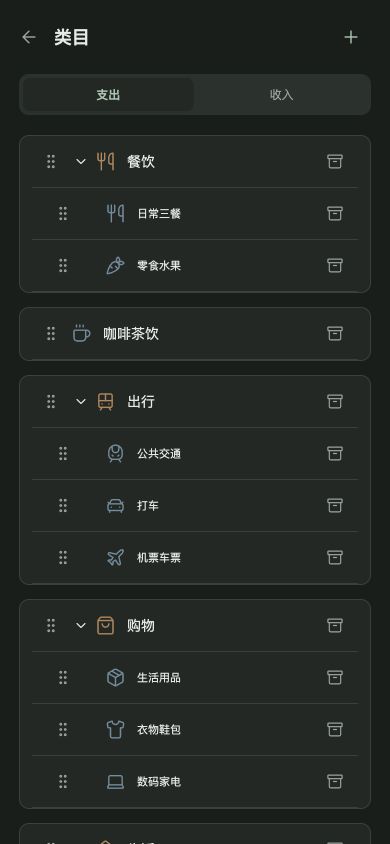 类目
支出
收入
餐饮
日常三餐
零食水果
咖啡茶饮
出行
公共交通
打车
机票车票
购物
生活用品
衣物鞋包
数码家电